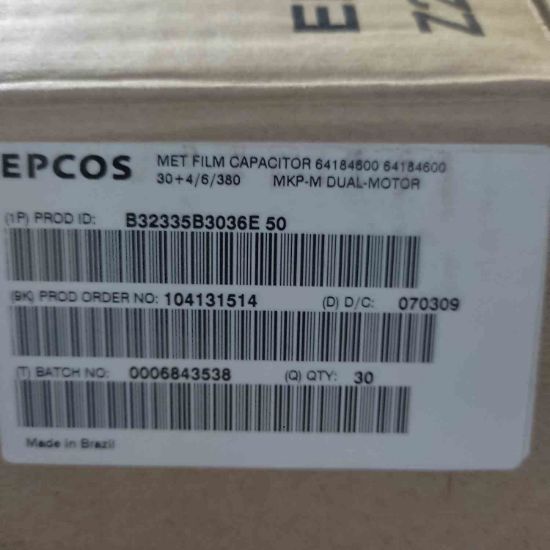 EPCOS
MET FILM CAPACITOR 64184600 64184600
30+4/6/380 MKP-M DUAL-MOTOR
(1P) PROD ID: B32335B3036E 50
(9K) PROD ORDER NO: 104131514 (D) D/C: 070309
(T) BATCH NO: 0006843538 (Q) QTY: 30
Made in Brazil